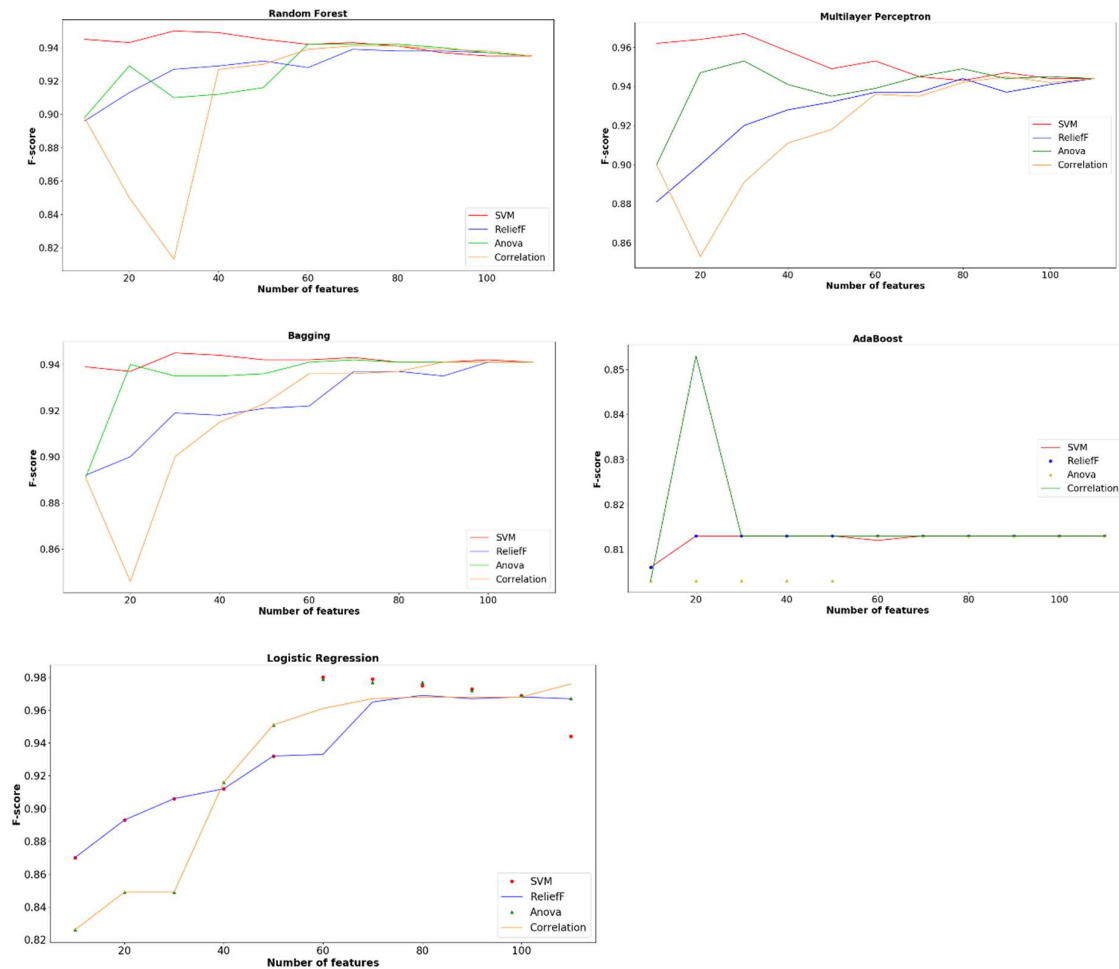 Random Forest
F-score
0.94
0.92
0.90
0.88
0.86
0.84
0.82
SVM
ReliefF
Anova
Correlation
20
40
60
80
100
Number of features
Multilayer Perceptron
F-score
0.96
0.94
0.92
0.90
0.88
0.86
SVM
ReliefF
Anova
Correlation
20
40
60
80
100
Number of features
Bagging
F-score
0.94
0.92
0.90
0.88
0.86
SVM
ReliefF
Anova
Correlation
20
40
60
80
100
Number of features
AdaBoost
F-score
0.85
0.84
0.83
0.82
0.81
SVM
ReliefF
Anova
Correlation
20
40
60
80
100
Number of features
Logistic Regression
F-score
0.98
0.96
0.94
0.92
0.90
0.88
0.86
0.84
0.82
SVM
ReliefF
Anova
Correlation
20
40
60
80
100
Number of features